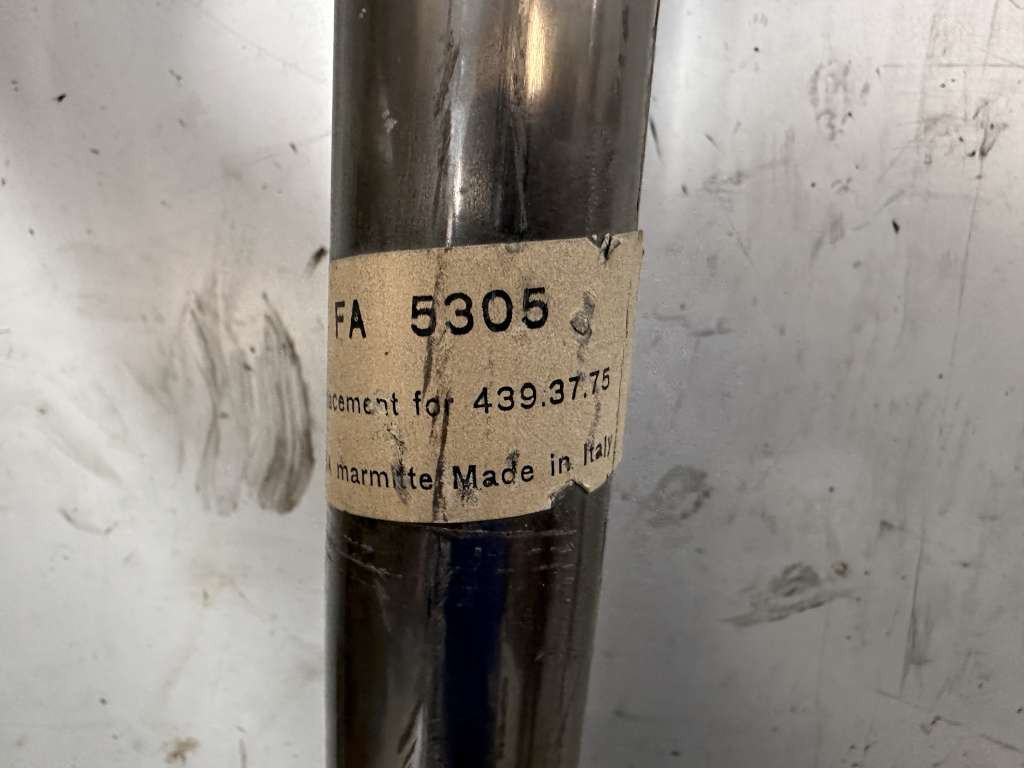 FA 5305
acement for 439.37.75
marmitte Made in Italy